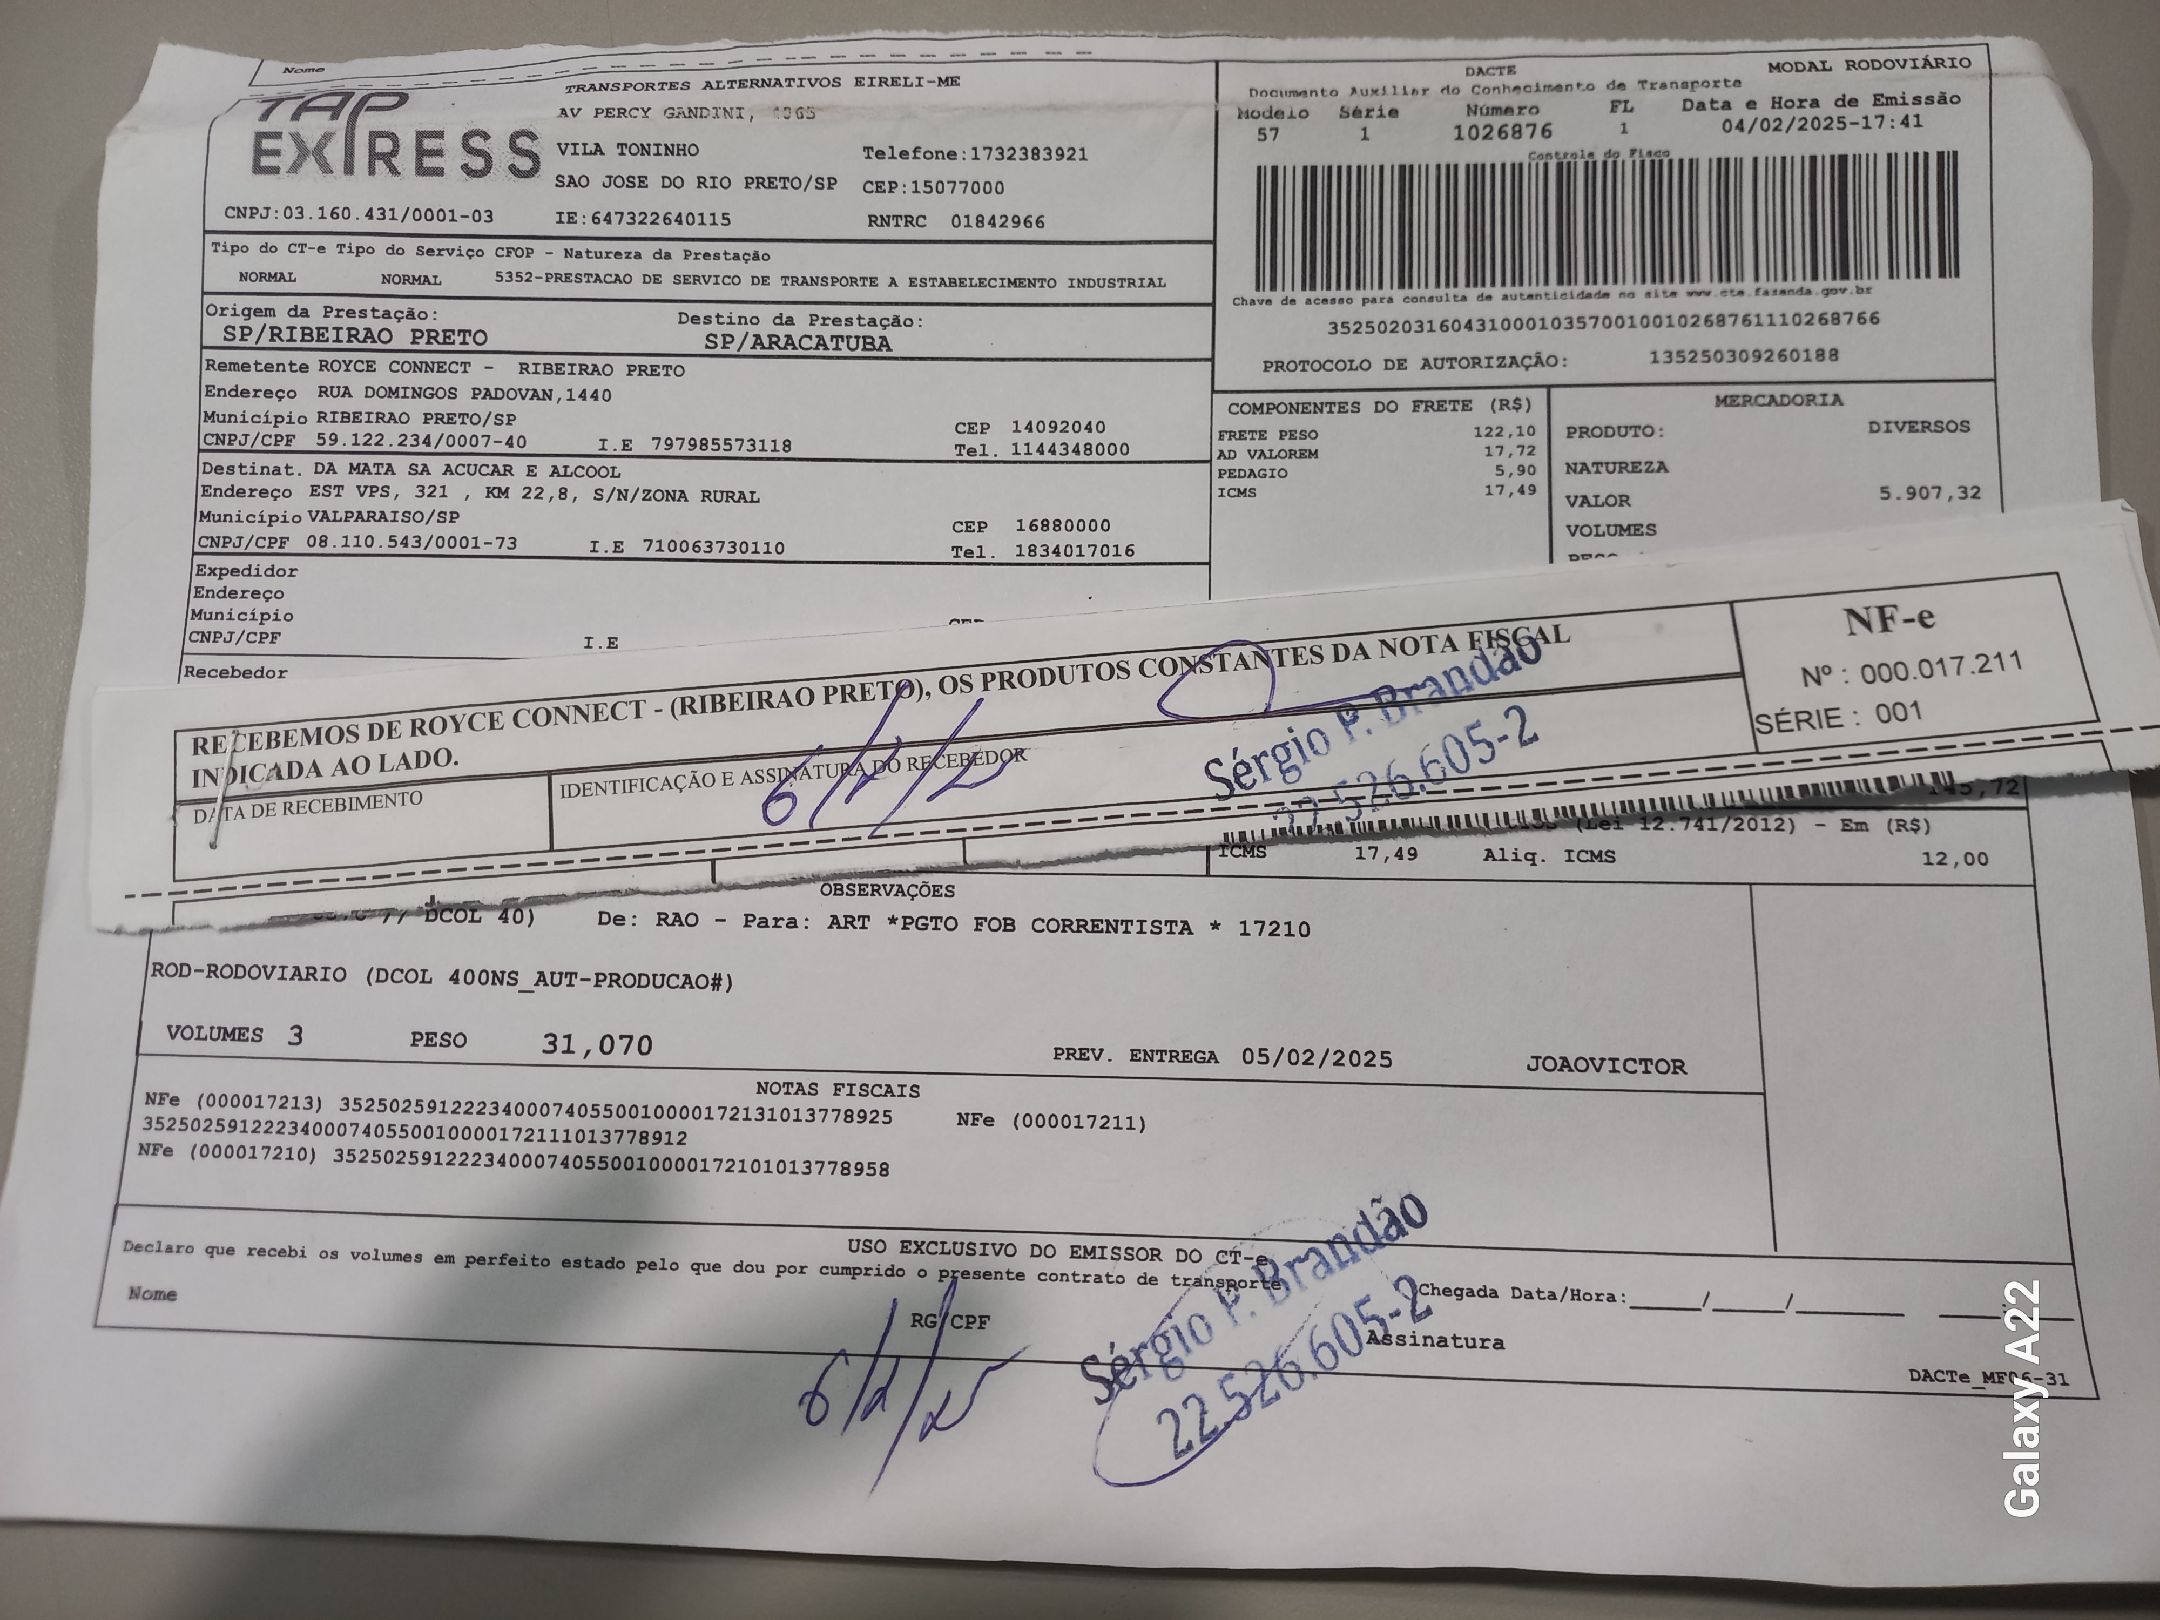 Nome
TAP EXPRESS
TRANSPORTES ALTERNATIVOS EIRELI-ME
AV PERCY GANDINI,
VILA TONINHO Telefone:1732383921
SAO JOSE DO RIO PRETO/SP CEP:15077000
CNPJ:03.160.431/0001-03 IE:647322640115 RNTRC 01842966
DACTE MODAL RODOVIÁRIO
Documento Auxiliar do Conhecimento de Transporte
Modelo Série Número FL Data e Hora de Emissão
57 1 1026876 1 04/02/2025-17:41
Controle do Fisco
Chave de acesso para consulta de autenticidade no site www.cte.fazenda.gov.br
35250203160431000103570010010268761110268766
PROTOCOLO DE AUTORIZAÇÃO: 135250309260188
Tipo do CT-e Tipo do Serviço CFOP - Natureza da Prestação
NORMAL NORMAL 5352-PRESTACAO DE SERVICO DE TRANSPORTE A ESTABELECIMENTO INDUSTRIAL
Origem da Prestação: Destino da Prestação:
SP/RIBEIRAO PRETO SP/ARACATUBA
Remetente ROYCE CONNECT - RIBEIRAO PRETO
Endereço RUA DOMINGOS PADOVAN,1440
Município RIBEIRAO PRETO/SP CEP 14092040
CNPJ/CPF 59.122.234/0007-40 I.E 797985573118 Tel. 1144348000
Destinat. DA MATA SA ACUCAR E ALCOOL
Endereço EST VPS, 321 , KM 22,8, S/N/ZONA RURAL
Município VALPARAISO/SP CEP 16880000
CNPJ/CPF 08.110.543/0001-73 I.E 710063730110 Tel. 1834017016
Expedidor
Endereço
Município
CNPJ/CPF I.E
Recebedor
COMPONENTES DO FRETE (R$)
FRETE PESO 122,10
AD VALOREM 17,72
PEDAGIO 5,90
ICMS 17,49
MERCADORIA
PRODUTO: DIVERSOS
NATUREZA
VALOR 5.907,32
VOLUMES
RECEBEMOS DE ROYCE CONNECT - (RIBEIRAO PRETO), OS PRODUTOS CONSTANTES DA NOTA FISCAL
INDICADA AO LADO.
DATA DE RECEBIMENTO IDENTIFICAÇÃO E ASSINATURA DO RECEBEDOR
6/2/25
Sérgio P. Brandão
22.526.605-2
NF-e
Nº : 000.017.211
SÉRIE : 001
145,72
(Lei 12.741/2012) - Em (R$)
ICMS 17,49 Aliq. ICMS 12,00
OBSERVAÇÕES
DCOL 40) De: RAO - Para: ART *PGTO FOB CORRENTISTA * 17210
ROD-RODOVIARIO (DCOL 400NS_AUT-PRODUCAO#)
VOLUMES 3 PESO 31,070 PREV. ENTREGA 05/02/2025 JOAOVICTOR
NOTAS FISCAIS
NFe (000017213) 35250259122234000740550010000172131013778925 NFe (000017211)
35250259122234000740550010000172111013778912
NFe (000017210) 35250259122234000740550010000172101013778958
USO EXCLUSIVO DO EMISSOR DO CT-e
Declaro que recebi os volumes em perfeito estado pelo que dou por cumprido o presente contrato de transporte
Nome RG/CPF Chegada Data/Hora:____/____/______ ____:____
Assinatura
6/2/25
Sérgio P. Brandão
22.526.605-2
DACTe_MF06-31
Galaxy A22